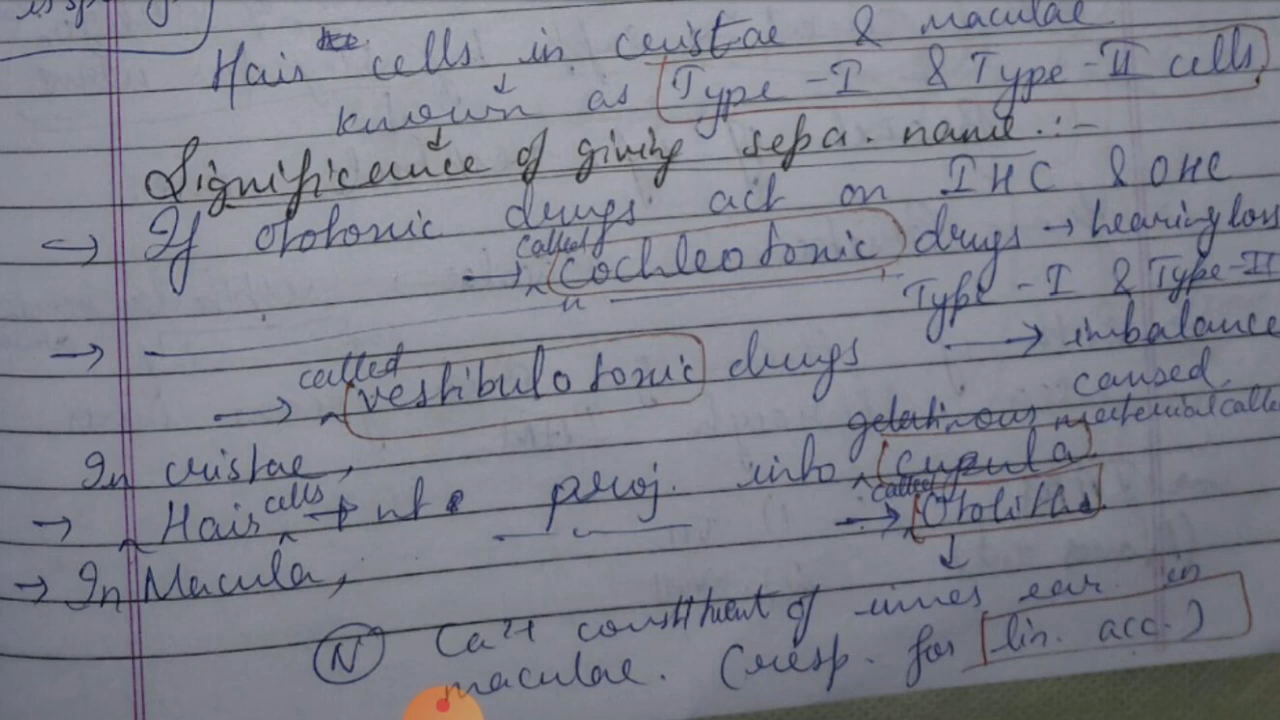 Hair cells in cristae & maculae
known as Type-I & Type-II cells
Significance of giving sepa. name :-
→ If ototoxic drugs act on IHC & OHC
called
→ Cochleotoxic drugs → hearing loss
Type-I & Type-II
called
→ vestibulotoxic drugs → imbalance
caused
gelatinous material called
In cristae,
→ Hair cells proj. into cupula
called
→ Otoliths
→ In Macula,
(N) Ca2+ constituent of inner ear in
maculae. (resp. for lin. acc.)